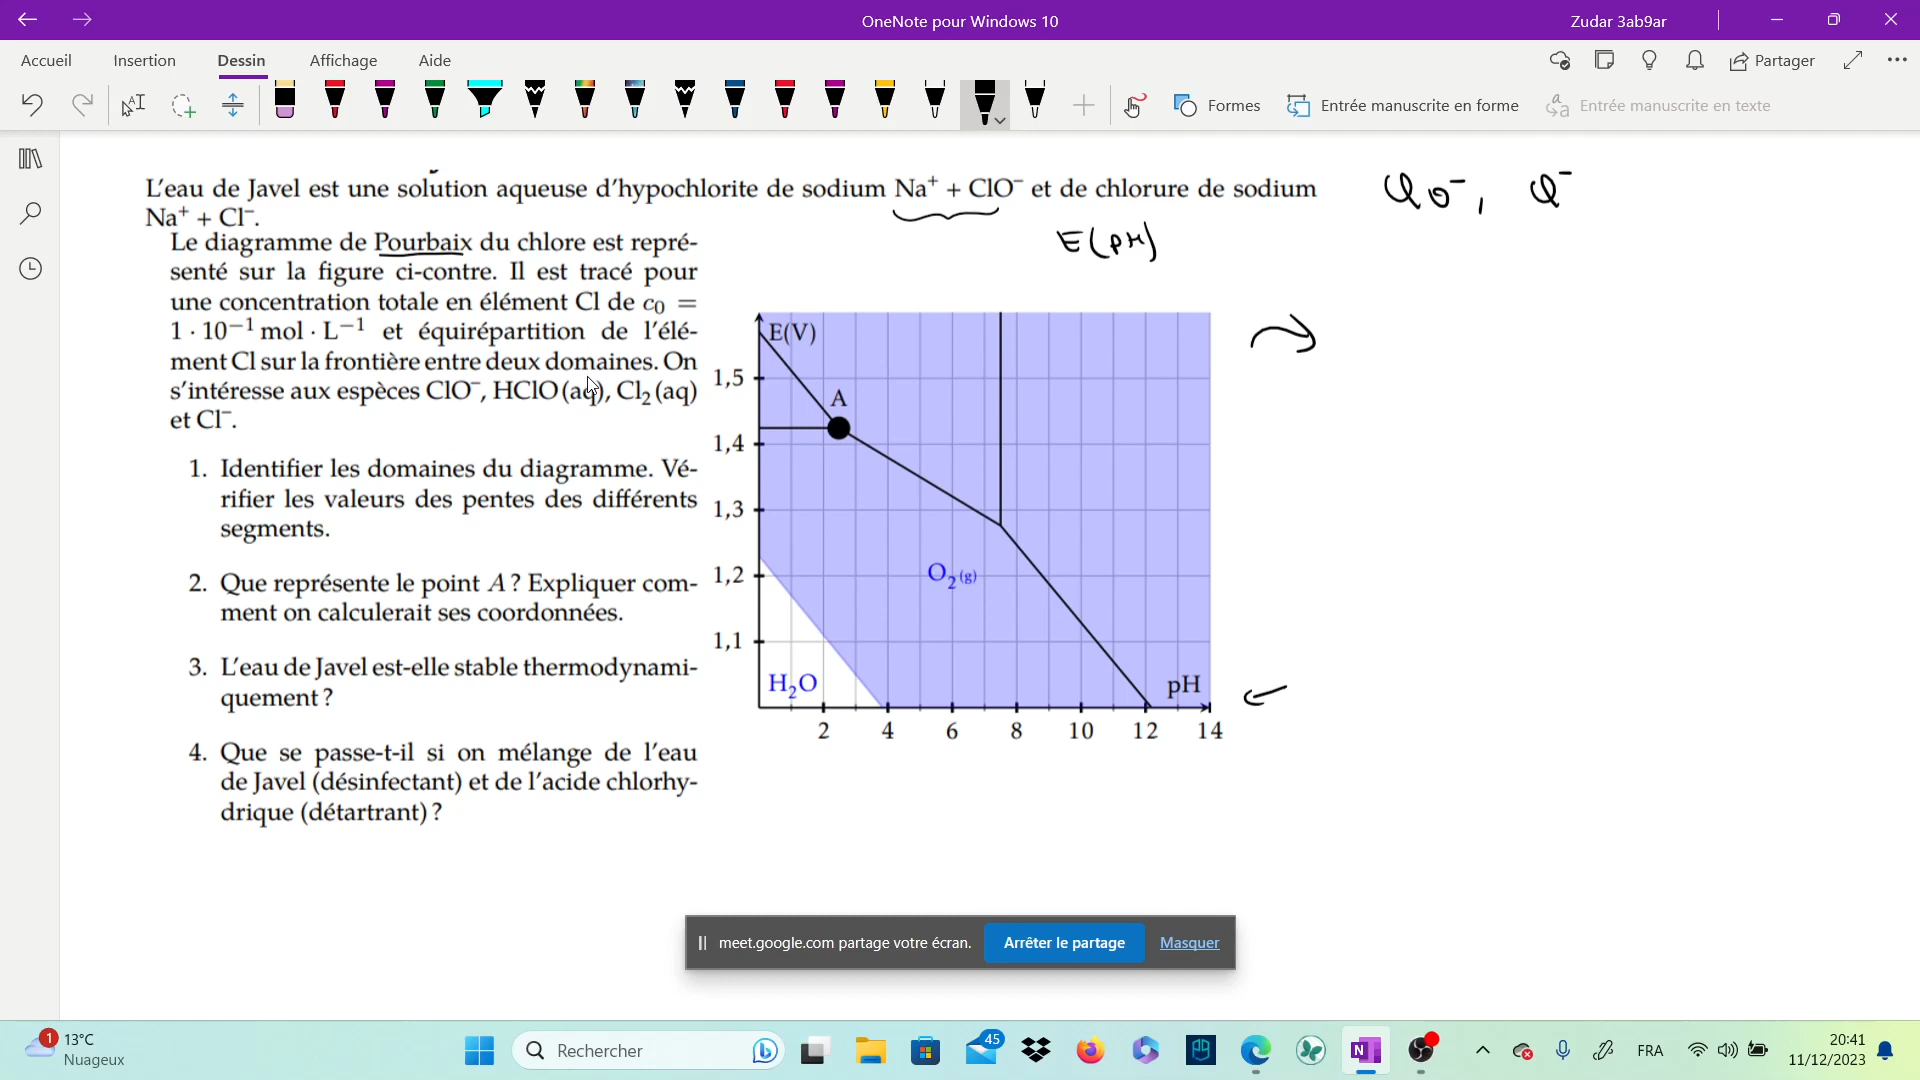 OneNote pour Windows 10
Zudar 3ab9ar
Accueil Insertion Dessin Affichage Aide
Partager
Formes Entrée manuscrite en forme Entrée manuscrite en texte
L'eau de Javel est une solution aqueuse d'hypochlorite de sodium Na⁺ + ClO⁻ et de chlorure de sodium
Na⁺ + Cl⁻.
ClO⁻, Cl⁻
E(pH)
Le diagramme de Pourbaix du chlore est repré-
senté sur la figure ci-contre. Il est tracé pour
une concentration totale en élément Cl de c₀ =
1 · 10⁻¹ mol · L⁻¹ et équirépartition de l'élé-
ment Cl sur la frontière entre deux domaines. On
s'intéresse aux espèces ClO⁻, HClO (aq), Cl₂ (aq)
et Cl⁻.
1. Identifier les domaines du diagramme. Vé-
rifier les valeurs des pentes des différents
segments.
2. Que représente le point A ? Expliquer com-
ment on calculerait ses coordonnées.
3. L'eau de Javel est-elle stable thermodynami-
quement ?
4. Que se passe-t-il si on mélange de l'eau
de Javel (désinfectant) et de l'acide chlorhy-
drique (détartrant) ?
E(V)
1,5
A
1,4
1,3
1,2
O₂(g)
1,1
H₂O
pH
2 4 6 8 10 12 14
meet.google.com partage votre écran. Arrêter le partage Masquer
1
13°C
Nuageux
Rechercher
45
FRA
20:41
11/12/2023